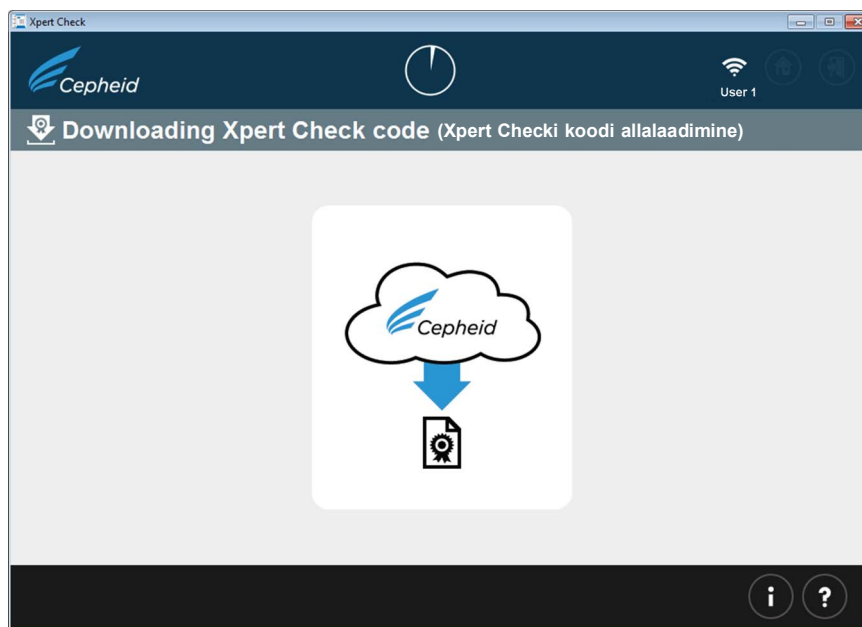 Xpert Check
Cepheid
User 1
Downloading Xpert Check code (Xpert Checki koodi allalaadimine)
Cepheid
i ?